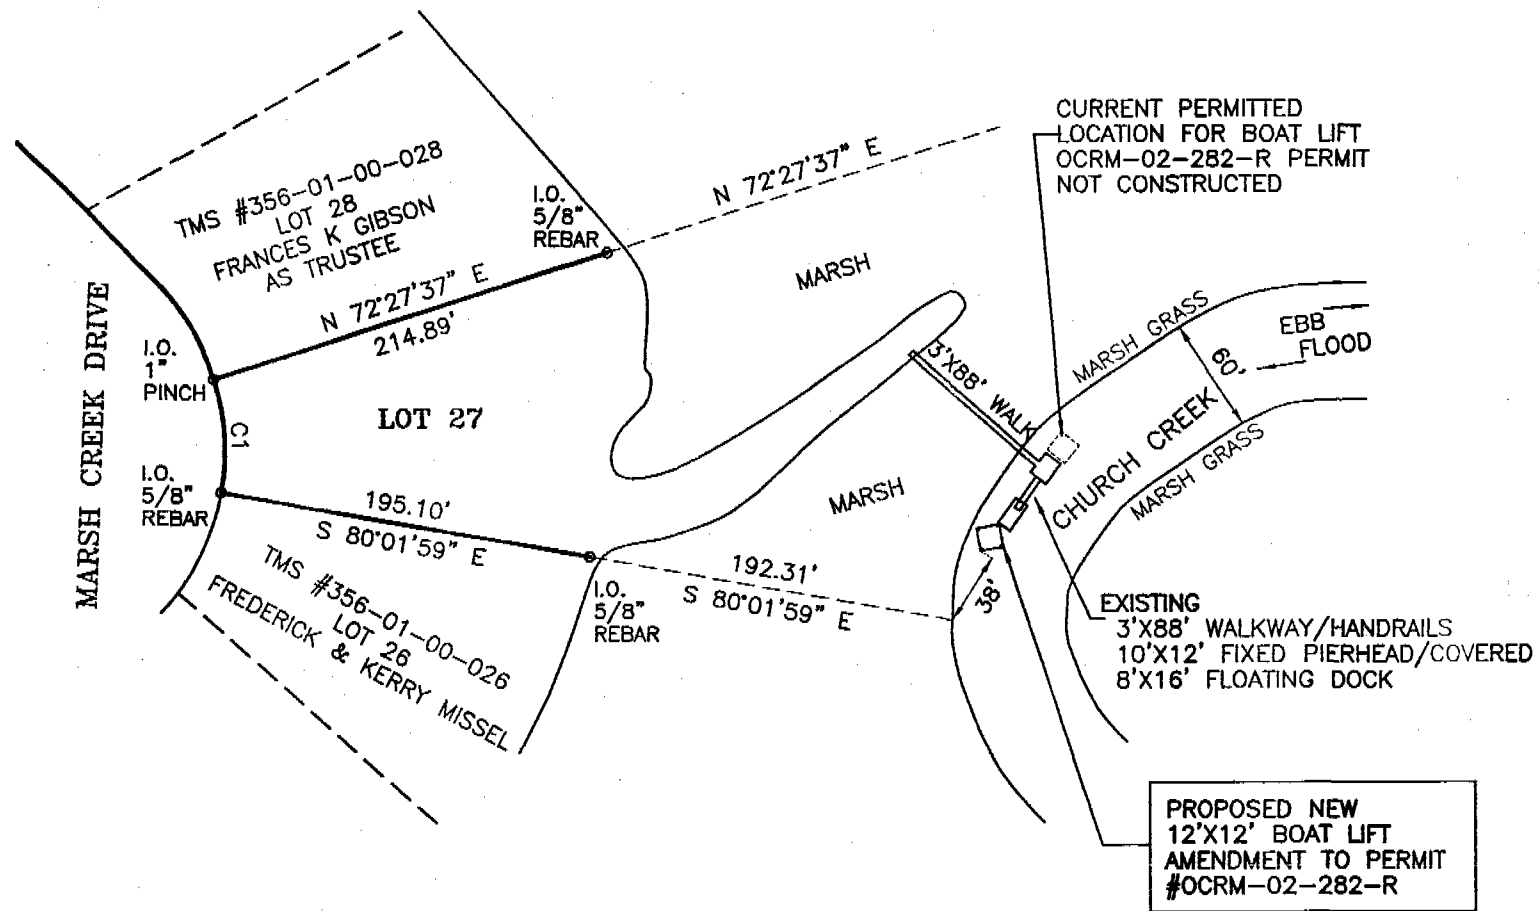 CURRENT PERMITTED
LOCATION FOR BOAT LIFT
OCRM-02-282-R PERMIT
NOT CONSTRUCTED
TMS #356-01-00-028
LOT 28
FRANCES K GIBSON
AS TRUSTEE
I.O.
5/8"
REBAR
N 72°27'37" E
MARSH
N 72°27'37" E
214.89'
MARSH CREEK DRIVE
I.O.
1"
PINCH
C1
LOT 27
3'X88' WALK
MARSH GRASS
EBB
FLOOD
60'
CHURCH CREEK
MARSH GRASS
MARSH
I.O.
5/8"
REBAR
195.10'
S 80°01'59" E
192.31'
S 80°01'59" E
38'
I.O.
5/8"
REBAR
TMS #356-01-00-026
LOT 26
FREDERICK & KERRY MISSEL
EXISTING
3'X88' WALKWAY/HANDRAILS
10'X12' FIXED PIERHEAD/COVERED
8'X16' FLOATING DOCK
PROPOSED NEW
12'X12' BOAT LIFT
AMENDMENT TO PERMIT
#OCRM-02-282-R